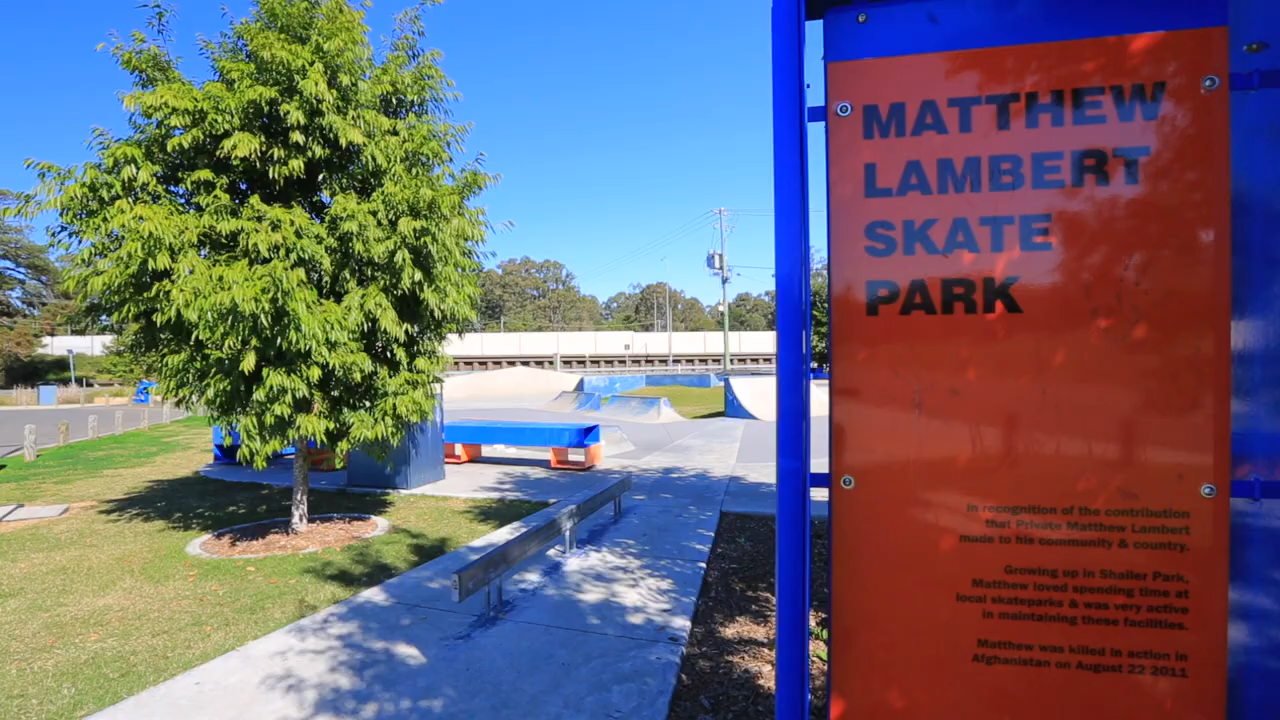 MATTHEW
LAMBERT
SKATE
PARK
in recognition of the contribution
that Private Matthew Lambert
made to his community & country.
Growing up in Shailer Park,
Matthew loved spending time at
local skateparks & was very active
in maintaining these facilities.
Matthew was killed in action in
Afghanistan on August 22 2011